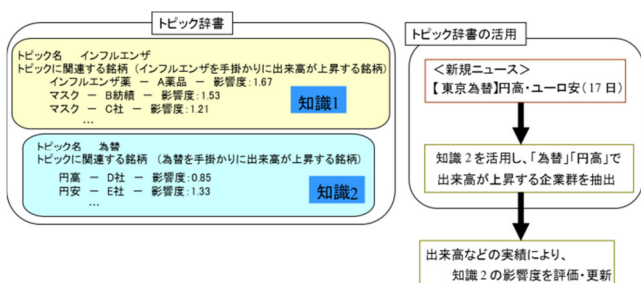 トピック辞書
トピック名　インフルエンザ
トピックに関連する銘柄（インフルエンザを手掛かりに出来高が上昇する銘柄）
インフルエンザ薬 － A薬品 － 影響度:1.67
マスク － B紡績 － 影響度:1.53
マスク － C社 － 影響度:1.21
…
知識1
トピック名　為替
トピックに関連する銘柄 （為替を手掛かりに出来高が上昇する銘柄）
円高 － D社 － 影響度:0.85
円安 － E社 － 影響度:1.33
…
知識2
トピック辞書の活用
＜新規ニュース＞
【東京為替】円高・ユーロ安（17日）
知識２を活用し、「為替」「円高」で
出来高が上昇する企業群を抽出
出来高などの実績により、
知識２の影響度を評価・更新